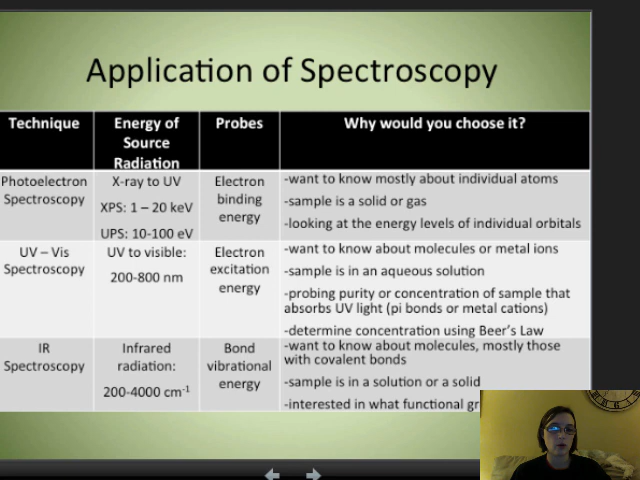 Application of Spectroscopy
Technique
Energy of
Source
Radiation
Probes
Why would you choose it?
Photoelectron
Spectroscopy
X-ray to UV
XPS: 1 – 20 keV
UPS: 10-100 eV
Electron
binding
energy
-want to know mostly about individual atoms
-sample is a solid or gas
-looking at the energy levels of individual orbitals
UV – Vis
Spectroscopy
UV to visible:
200-800 nm
Electron
excitation
energy
-want to know about molecules or metal ions
-sample is in an aqueous solution
-probing purity or concentration of sample that
absorbs UV light (pi bonds or metal cations)
-determine concentration using Beer's Law
IR
Spectroscopy
Infrared
radiation:
200-4000 cm-1
Bond
vibrational
energy
-want to know about molecules, mostly those
with covalent bonds
-sample is in a solution or a solid
-interested in what functional gr